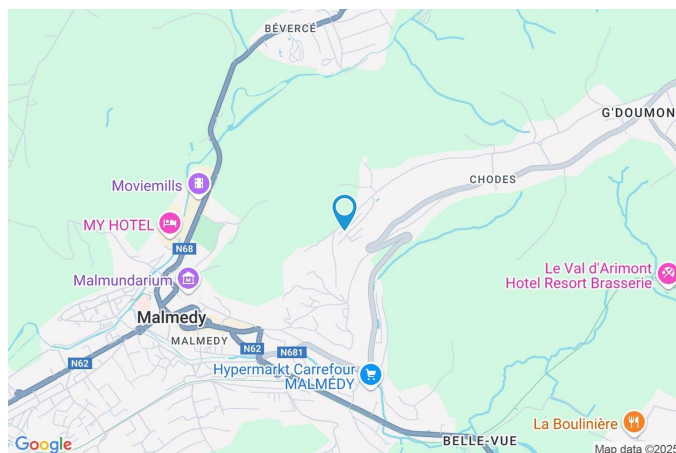 BÉVERCÉ
G'DOUMON
Moviemills
CHODES
MY HOTEL
N68
Le Val d'Arimont
Hotel Resort Brasserie
Malmundarium
Malmedy
MALMEDY
N62
N681
N62
Hypermarkt Carrefour
MALMÉDY
La Boulinière
BELLE-VUE
Google
Map data ©2025